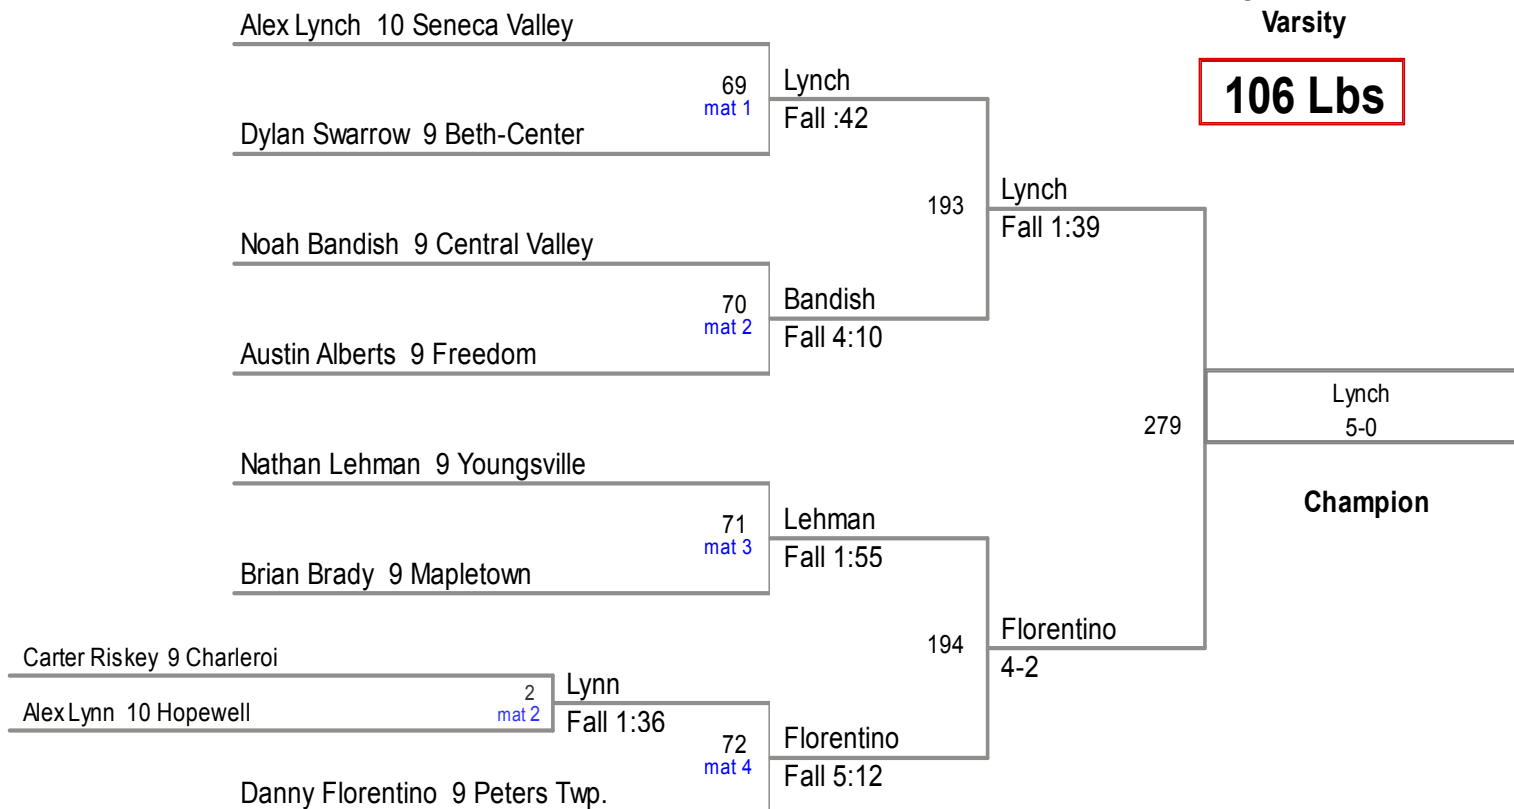 Varsity
106 Lbs
Alex Lynch 10 Seneca Valley
69
mat 1
Lynch
Fall :42
Dylan Swarrow 9 Beth-Center
193
Lynch
Fall 1:39
Noah Bandish 9 Central Valley
70
mat 2
Bandish
Fall 4:10
Austin Alberts 9 Freedom
279
Lynch
5-0
Champion
Nathan Lehman 9 Youngsville
71
mat 3
Lehman
Fall 1:55
Brian Brady 9 Mapletown
194
Florentino
4-2
Carter Riskey 9 Charleroi
2
mat 2
Lynn
Fall 1:36
Alex Lynn 10 Hopewell
72
mat 4
Florentino
Fall 5:12
Danny Florentino 9 Peters Twp.